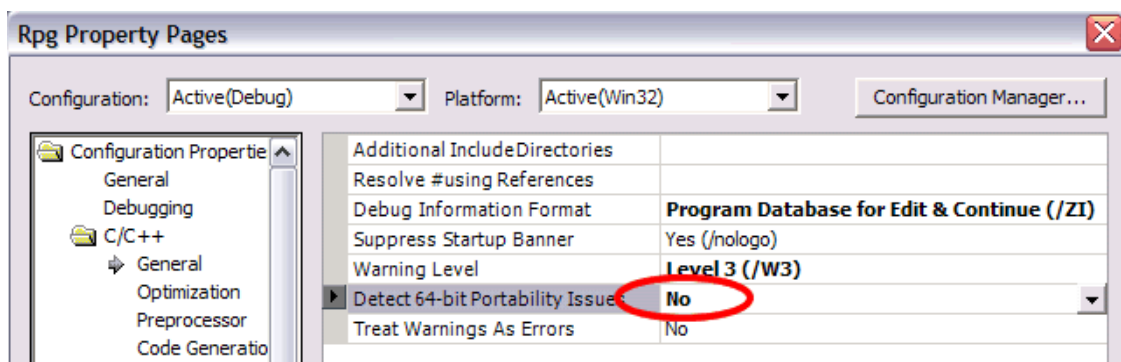 Rpg Property Pages
Configuration: Active(Debug) Platform: Active(Win32) Configuration Manager...
Configuration Propertie
General
Debugging
C/C++
General
Optimization
Preprocessor
Code Generatio
Additional IncludeDirectories
Resolve #using References
Debug Information Format Program Database for Edit & Continue (/ZI)
Suppress Startup Banner Yes (/nologo)
Warning Level Level 3 (/W3)
Detect 64-bit Portability Issues No
Treat Warnings As Errors No